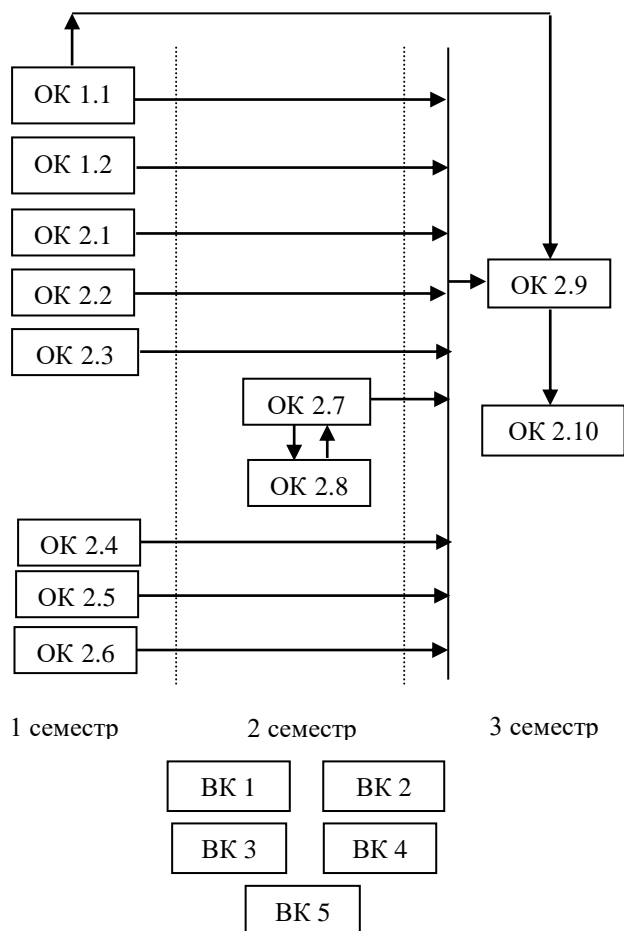 ОК 1.1
ОК 1.2
ОК 2.1
ОК 2.2
ОК 2.9
ОК 2.3
ОК 2.7
ОК 2.10
ОК 2.8
ОК 2.4
ОК 2.5
ОК 2.6
1 семестр 2 семестр 3 семестр
ВК 1 ВК 2
ВК 3 ВК 4
ВК 5